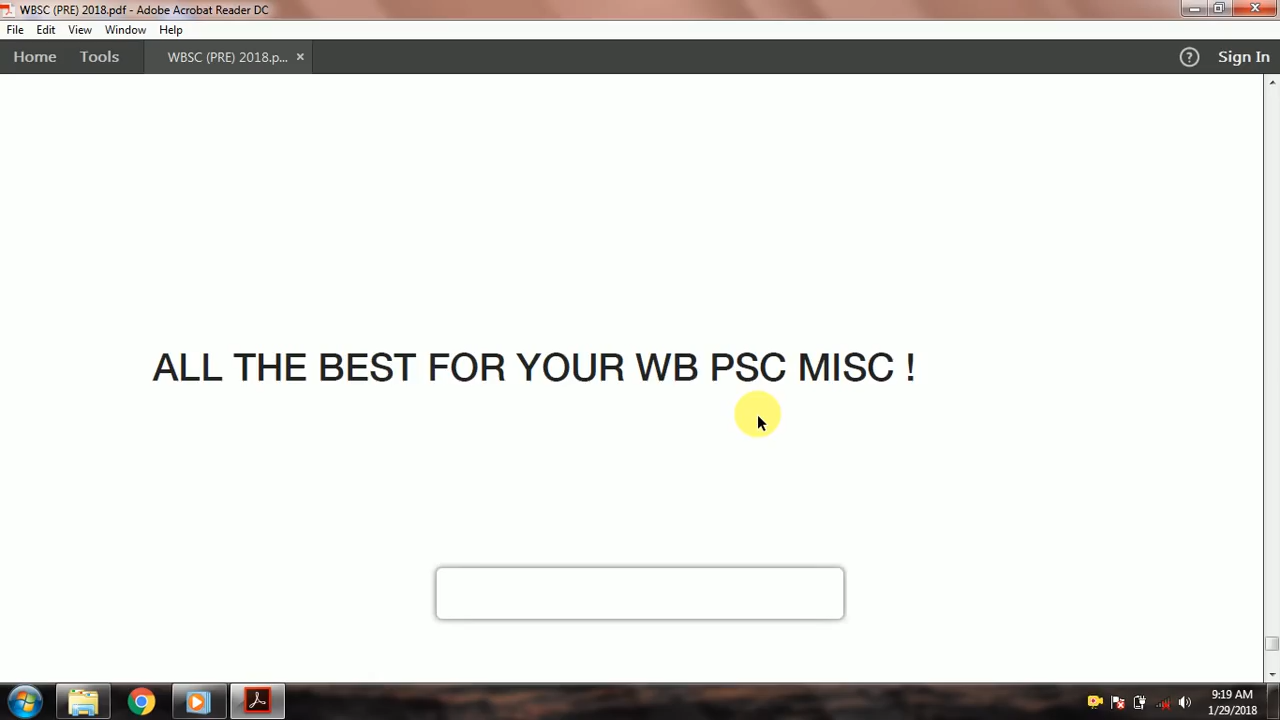 WBSC (PRE) 2018.pdf - Adobe Acrobat Reader DC
File Edit View Window Help
Home Tools WBSC (PRE) 2018.p... × ? Sign In
ALL THE BEST FOR YOUR WB PSC MISC !
9:19 AM
1/29/2018